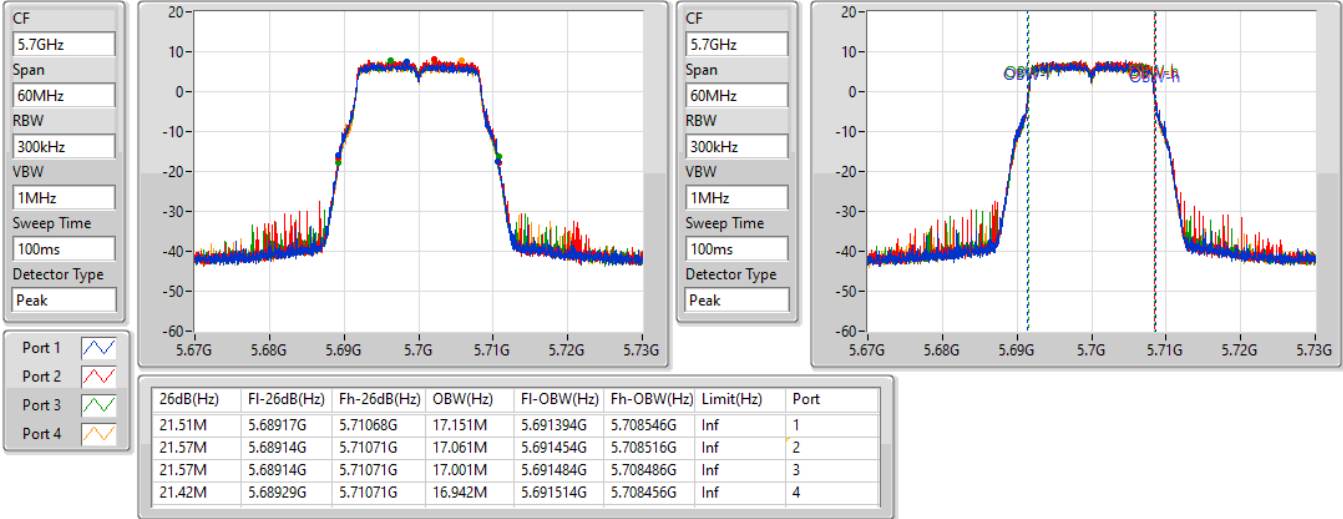 CF
5.7GHz
Span
60MHz
RBW
300kHz
VBW
1MHz
Sweep Time
100ms
Detector Type
Peak
20
10
0
-10
-20
-30
-40
-50
-60
5.67G 5.68G 5.69G 5.7G 5.71G 5.72G 5.73G
CF
5.7GHz
Span
60MHz
RBW
300kHz
VBW
1MHz
Sweep Time
100ms
Detector Type
Peak
20
10
0
-10
-20
-30
-40
-50
-60
OBW-l OBW-h
5.67G 5.68G 5.69G 5.7G 5.71G 5.72G 5.73G
Port 1
Port 2
Port 3
Port 4
26dB(Hz) Fl-26dB(Hz) Fh-26dB(Hz) OBW(Hz) Fl-OBW(Hz) Fh-OBW(Hz) Limit(Hz) Port
21.51M 5.68917G 5.71068G 17.151M 5.691394G 5.708546G Inf 1
21.57M 5.68914G 5.71071G 17.061M 5.691454G 5.708516G Inf 2
21.57M 5.68914G 5.71071G 17.001M 5.691484G 5.708486G Inf 3
21.42M 5.68929G 5.71071G 16.942M 5.691514G 5.708456G Inf 4